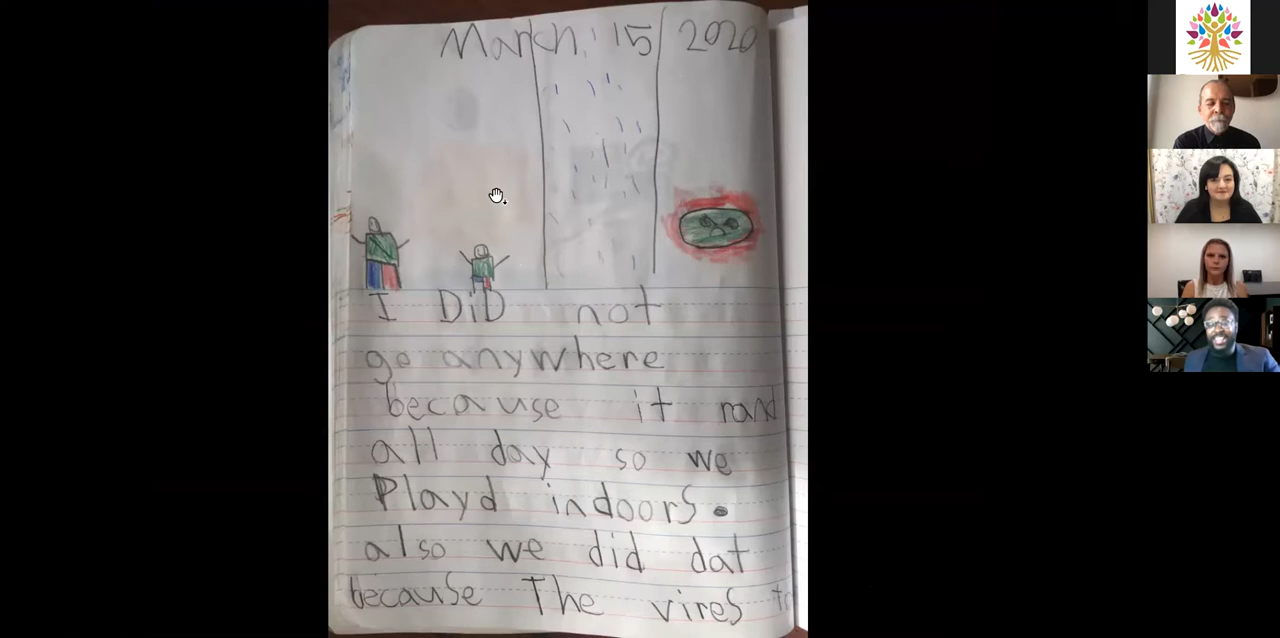 March, 15 2020
I DiD not
go anywhere
because it rand
all day so we
Playd indoors.
also we did dat
because The vires